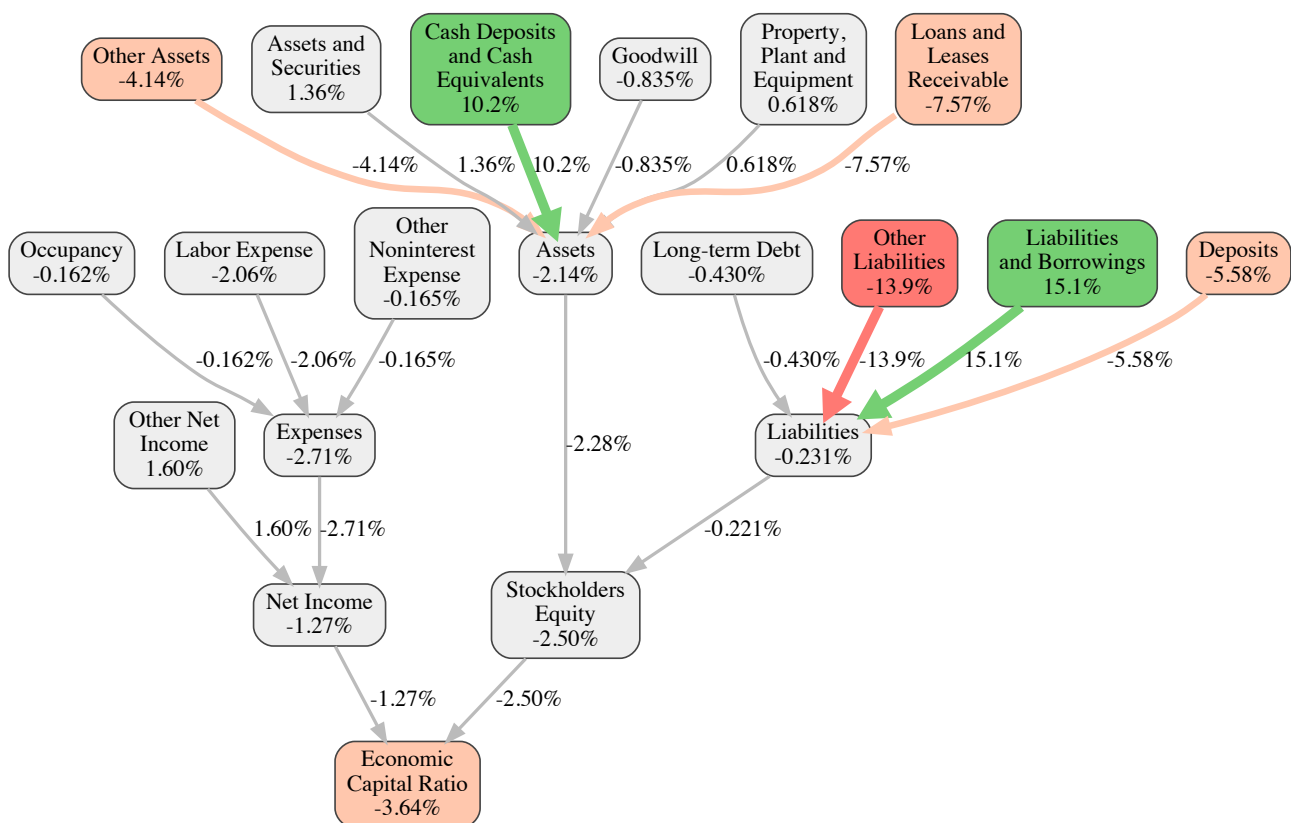 Other Assets
-4.14%
Assets and
Securities
1.36%
Cash Deposits
and Cash
Equivalents
10.2%
Goodwill
-0.835%
Property,
Plant and
Equipment
0.618%
Loans and
Leases
Receivable
-7.57%
-4.14%
1.36%
10.2%
-0.835%
0.618%
-7.57%
Occupancy
-0.162%
Labor Expense
-2.06%
Other
Noninterest
Expense
-0.165%
Assets
-2.14%
Long-term Debt
-0.430%
Other
Liabilities
-13.9%
Liabilities
and Borrowings
15.1%
Deposits
-5.58%
-0.162%
-2.06%
-0.165%
-0.430%
-13.9%
15.1%
-5.58%
Other Net
Income
1.60%
Expenses
-2.71%
-2.28%
Liabilities
-0.231%
1.60%
-2.71%
-0.221%
Net Income
-1.27%
Stockholders
Equity
-2.50%
-1.27%
-2.50%
Economic
Capital Ratio
-3.64%